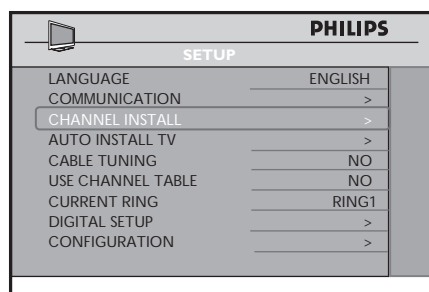 PHILIPS
SETUP
LANGUAGE ENGLISH
COMMUNICATION >
CHANNEL INSTALL >
AUTO INSTALL TV >
CABLE TUNING NO
USE CHANNEL TABLE NO
CURRENT RING RING1
DIGITAL SETUP >
CONFIGURATION >